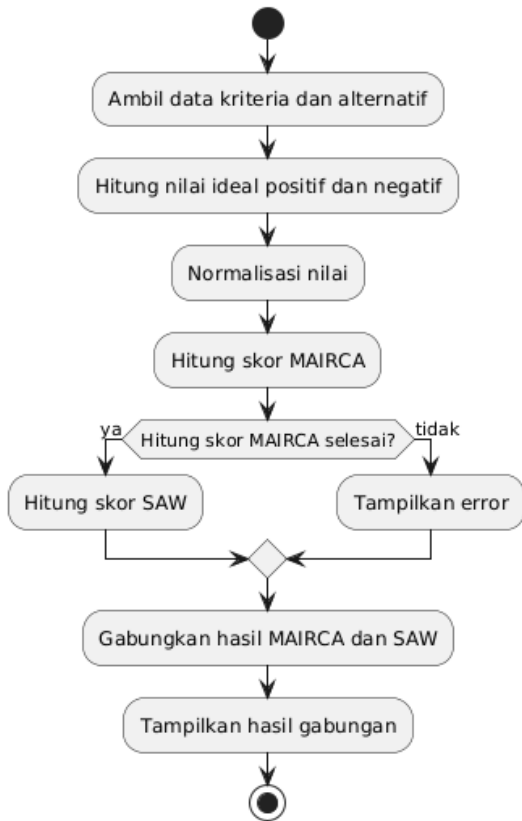 Ambil data kriteria dan alternatif
Hitung nilai ideal positif dan negatif
Normalisasi nilai
Hitung skor MAIRCA
ya
Hitung skor MAIRCA selesai?
tidak
Hitung skor SAW
Tampilkan error
Gabungkan hasil MAIRCA dan SAW
Tampilkan hasil gabungan